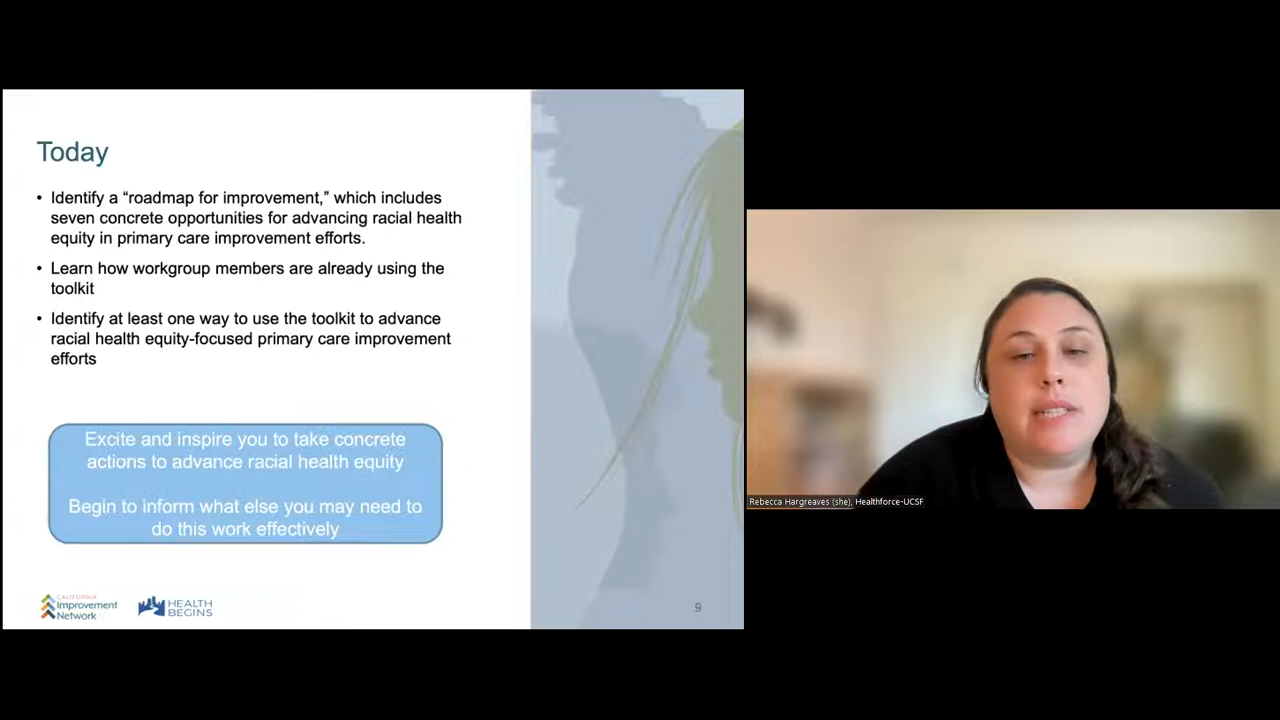 Today
• Identify a “roadmap for improvement,” which includes
seven concrete opportunities for advancing racial health
equity in primary care improvement efforts.
• Learn how workgroup members are already using the
toolkit
• Identify at least one way to use the toolkit to advance
racial health equity-focused primary care improvement
efforts
Excite and inspire you to take concrete
actions to advance racial health equity
Begin to inform what else you may need to
do this work effectively
CALIFORNIA
Improvement
Network
HEALTH
BEGINS
9
Rebecca Hargreaves (she), Healthforce-UCSF